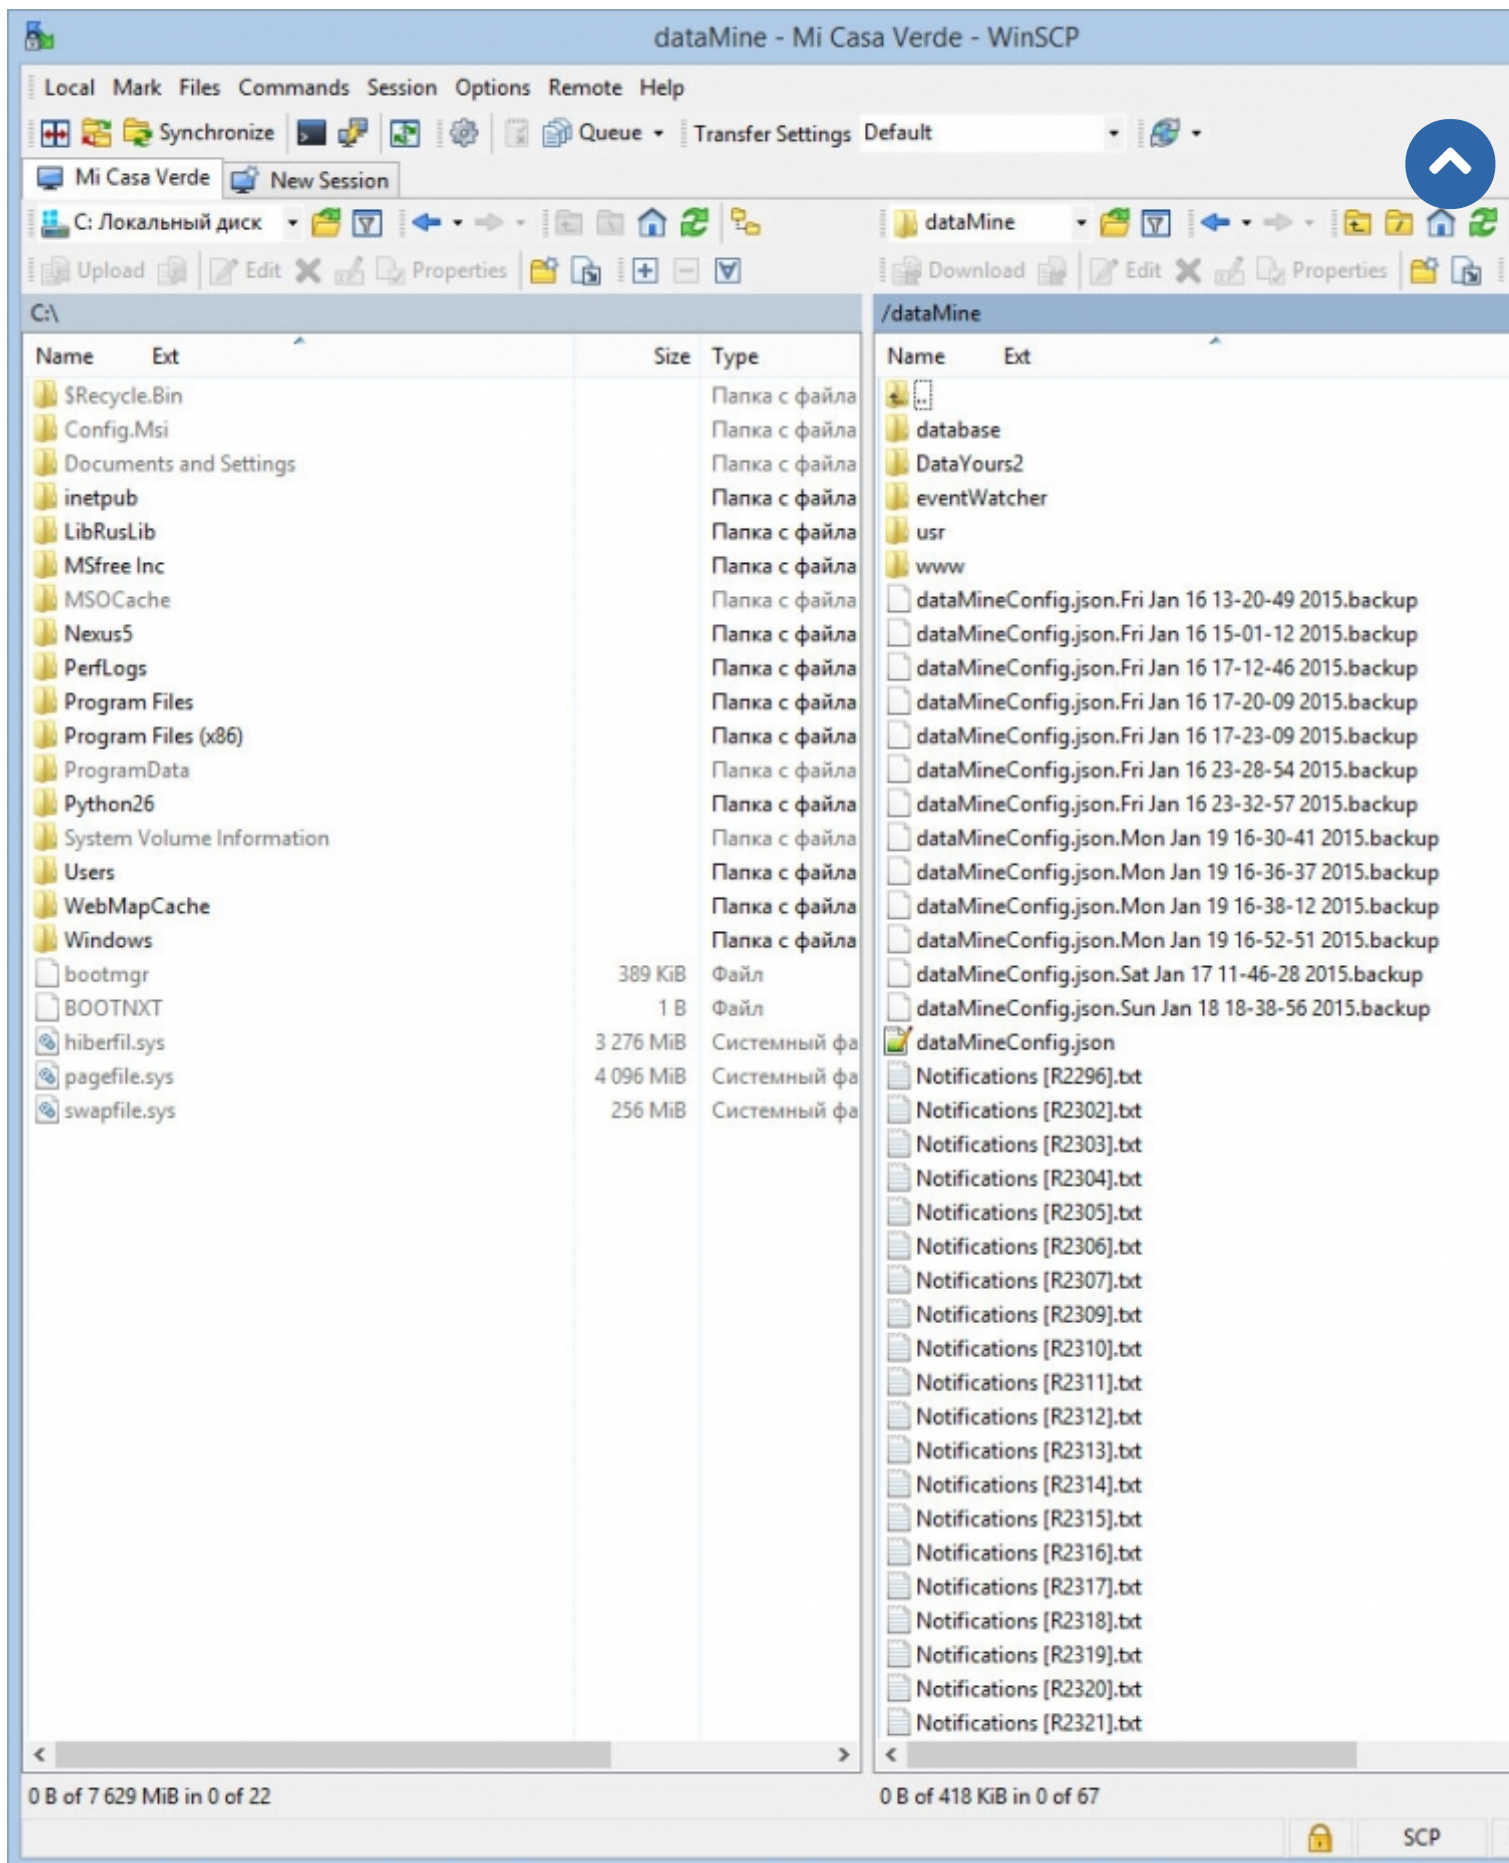 dataMine - Mi Casa Verde - WinSCP
Local Mark Files Commands Session Options Remote Help
Synchronize Queue Transfer Settings Default
Mi Casa Verde New Session
C: Локальный диск dataMine
Upload Edit Properties Download Edit Properties
C:\ /dataMine
Name Ext Size Type Name Ext
$Recycle.Bin Папка с файла ..
Config.Msi Папка с файла database
Documents and Settings Папка с файла DataYours2
inetpub Папка с файла eventWatcher
LibRusLib Папка с файла usr
MSfree Inc Папка с файла www
MSOCache Папка с файла dataMineConfig.json.Fri Jan 16 13-20-49 2015.backup
Nexus5 Папка с файла dataMineConfig.json.Fri Jan 16 15-01-12 2015.backup
PerfLogs Папка с файла dataMineConfig.json.Fri Jan 16 17-12-46 2015.backup
Program Files Папка с файла dataMineConfig.json.Fri Jan 16 17-20-09 2015.backup
Program Files (x86) Папка с файла dataMineConfig.json.Fri Jan 16 17-23-09 2015.backup
ProgramData Папка с файла dataMineConfig.json.Fri Jan 16 23-28-54 2015.backup
Python26 Папка с файла dataMineConfig.json.Fri Jan 16 23-32-57 2015.backup
System Volume Information Папка с файла dataMineConfig.json.Mon Jan 19 16-30-41 2015.backup
Users Папка с файла dataMineConfig.json.Mon Jan 19 16-36-37 2015.backup
WebMapCache Папка с файла dataMineConfig.json.Mon Jan 19 16-38-12 2015.backup
Windows Папка с файла dataMineConfig.json.Mon Jan 19 16-52-51 2015.backup
bootmgr 389 KiB Файл dataMineConfig.json.Sat Jan 17 11-46-28 2015.backup
BOOTNXT 1 B Файл dataMineConfig.json.Sun Jan 18 18-38-56 2015.backup
hiberfil.sys 3 276 MiB Системный фа dataMineConfig.json
pagefile.sys 4 096 MiB Системный фа Notifications [R2296].txt
swapfile.sys 256 MiB Системный фа Notifications [R2302].txt
Notifications [R2303].txt
Notifications [R2304].txt
Notifications [R2305].txt
Notifications [R2306].txt
Notifications [R2307].txt
Notifications [R2309].txt
Notifications [R2310].txt
Notifications [R2311].txt
Notifications [R2312].txt
Notifications [R2313].txt
Notifications [R2314].txt
Notifications [R2315].txt
Notifications [R2316].txt
Notifications [R2317].txt
Notifications [R2318].txt
Notifications [R2319].txt
Notifications [R2320].txt
Notifications [R2321].txt
0 B of 7 629 MiB in 0 of 22 0 B of 418 KiB in 0 of 67
SCP